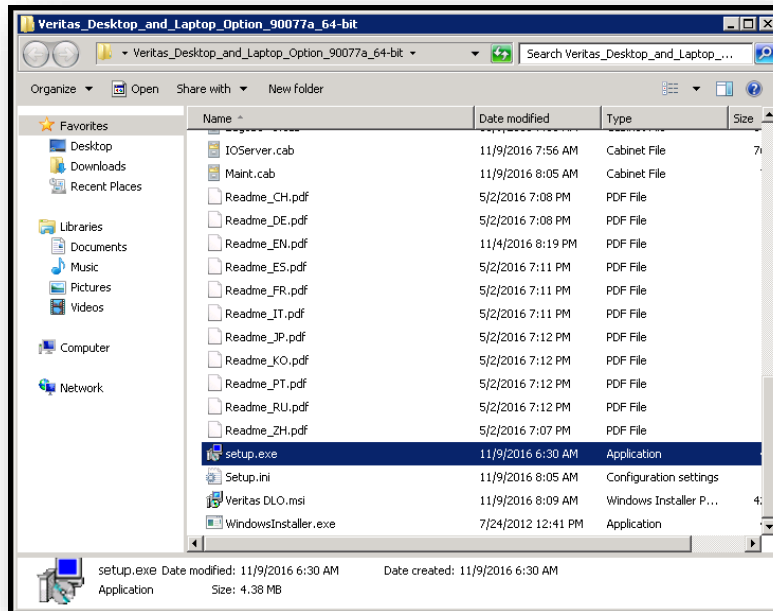 Veritas_Desktop_and_Laptop_Option_90077a_64-bit
Veritas_Desktop_and_Laptop_Option_90077a_64-bit Search Veritas_Desktop_and_Laptop_...
Organize Open Share with New folder
Name Date modified Type Size
Favorites
Desktop
Downloads
Recent Places
Libraries
Documents
Music
Pictures
Videos
Computer
Network
IOServer.cab 11/9/2016 7:56 AM Cabinet File
Maint.cab 11/9/2016 8:05 AM Cabinet File
Readme_CH.pdf 5/2/2016 7:08 PM PDF File
Readme_DE.pdf 5/2/2016 7:08 PM PDF File
Readme_EN.pdf 11/4/2016 8:19 PM PDF File
Readme_ES.pdf 5/2/2016 7:11 PM PDF File
Readme_FR.pdf 5/2/2016 7:11 PM PDF File
Readme_IT.pdf 5/2/2016 7:11 PM PDF File
Readme_JP.pdf 5/2/2016 7:12 PM PDF File
Readme_KO.pdf 5/2/2016 7:12 PM PDF File
Readme_PT.pdf 5/2/2016 7:12 PM PDF File
Readme_RU.pdf 5/2/2016 7:12 PM PDF File
Readme_ZH.pdf 5/2/2016 7:07 PM PDF File
setup.exe 11/9/2016 6:30 AM Application
Setup.ini 11/9/2016 8:05 AM Configuration settings
Veritas DLO.msi 11/9/2016 8:09 AM Windows Installer P...
WindowsInstaller.exe 7/24/2012 12:41 PM Application
setup.exe Date modified: 11/9/2016 6:30 AM Date created: 11/9/2016 6:30 AM
Application Size: 4.38 MB